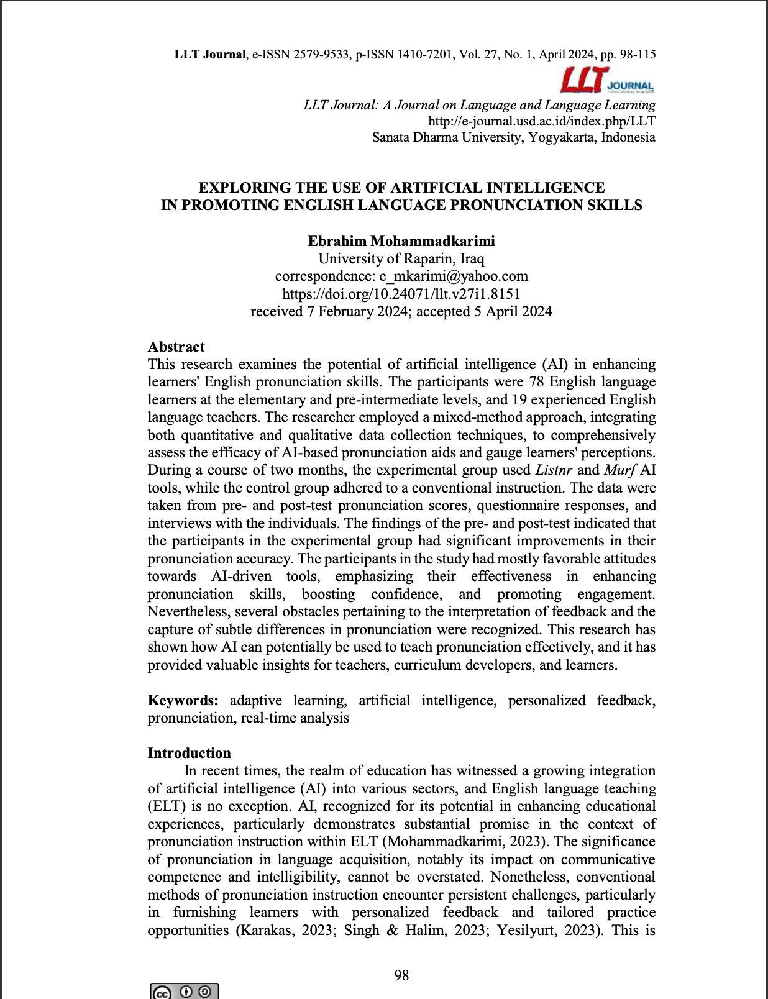 LLT Journal, e-ISSN 2579-9533, p-ISSN 1410-7201, Vol. 27, No. 1, April 2024, pp. 98-115
LLT JOURNAL
LLT Journal: A Journal on Language and Language Learning
http://e-journal.usd.ac.id/index.php/LLT
Sanata Dharma University, Yogyakarta, Indonesia
EXPLORING THE USE OF ARTIFICIAL INTELLIGENCE
IN PROMOTING ENGLISH LANGUAGE PRONUNCIATION SKILLS
Ebrahim Mohammadkarimi
University of Raparin, Iraq
correspondence: e_mkarimi@yahoo.com
https://doi.org/10.24071/llt.v27i1.8151
received 7 February 2024; accepted 5 April 2024
Abstract
This research examines the potential of artificial intelligence (AI) in enhancing
learners' English pronunciation skills. The participants were 78 English language
learners at the elementary and pre-intermediate levels, and 19 experienced English
language teachers. The researcher employed a mixed-method approach, integrating
both quantitative and qualitative data collection techniques, to comprehensively
assess the efficacy of AI-based pronunciation aids and gauge learners' perceptions.
During a course of two months, the experimental group used Listnr and Murf AI
tools, while the control group adhered to a conventional instruction. The data were
taken from pre- and post-test pronunciation scores, questionnaire responses, and
interviews with the individuals. The findings of the pre- and post-test indicated that
the participants in the experimental group had significant improvements in their
pronunciation accuracy. The participants in the study had mostly favorable attitudes
towards AI-driven tools, emphasizing their effectiveness in enhancing
pronunciation skills, boosting confidence, and promoting engagement.
Nevertheless, several obstacles pertaining to the interpretation of feedback and the
capture of subtle differences in pronunciation were recognized. This research has
shown how AI can potentially be used to teach pronunciation effectively, and it has
provided valuable insights for teachers, curriculum developers, and learners.
Keywords: adaptive learning, artificial intelligence, personalized feedback,
pronunciation, real-time analysis
Introduction
In recent times, the realm of education has witnessed a growing integration
of artificial intelligence (AI) into various sectors, and English language teaching
(ELT) is no exception. AI, recognized for its potential in enhancing educational
experiences, particularly demonstrates substantial promise in the context of
pronunciation instruction within ELT (Mohammadkarimi, 2023). The significance
of pronunciation in language acquisition, notably its impact on communicative
competence and intelligibility, cannot be overstated. Nonetheless, conventional
methods of pronunciation instruction encounter persistent challenges, particularly
in furnishing learners with personalized feedback and tailored practice
opportunities (Karakas, 2023; Singh & Halim, 2023; Yesilyurt, 2023). This is
98
cc